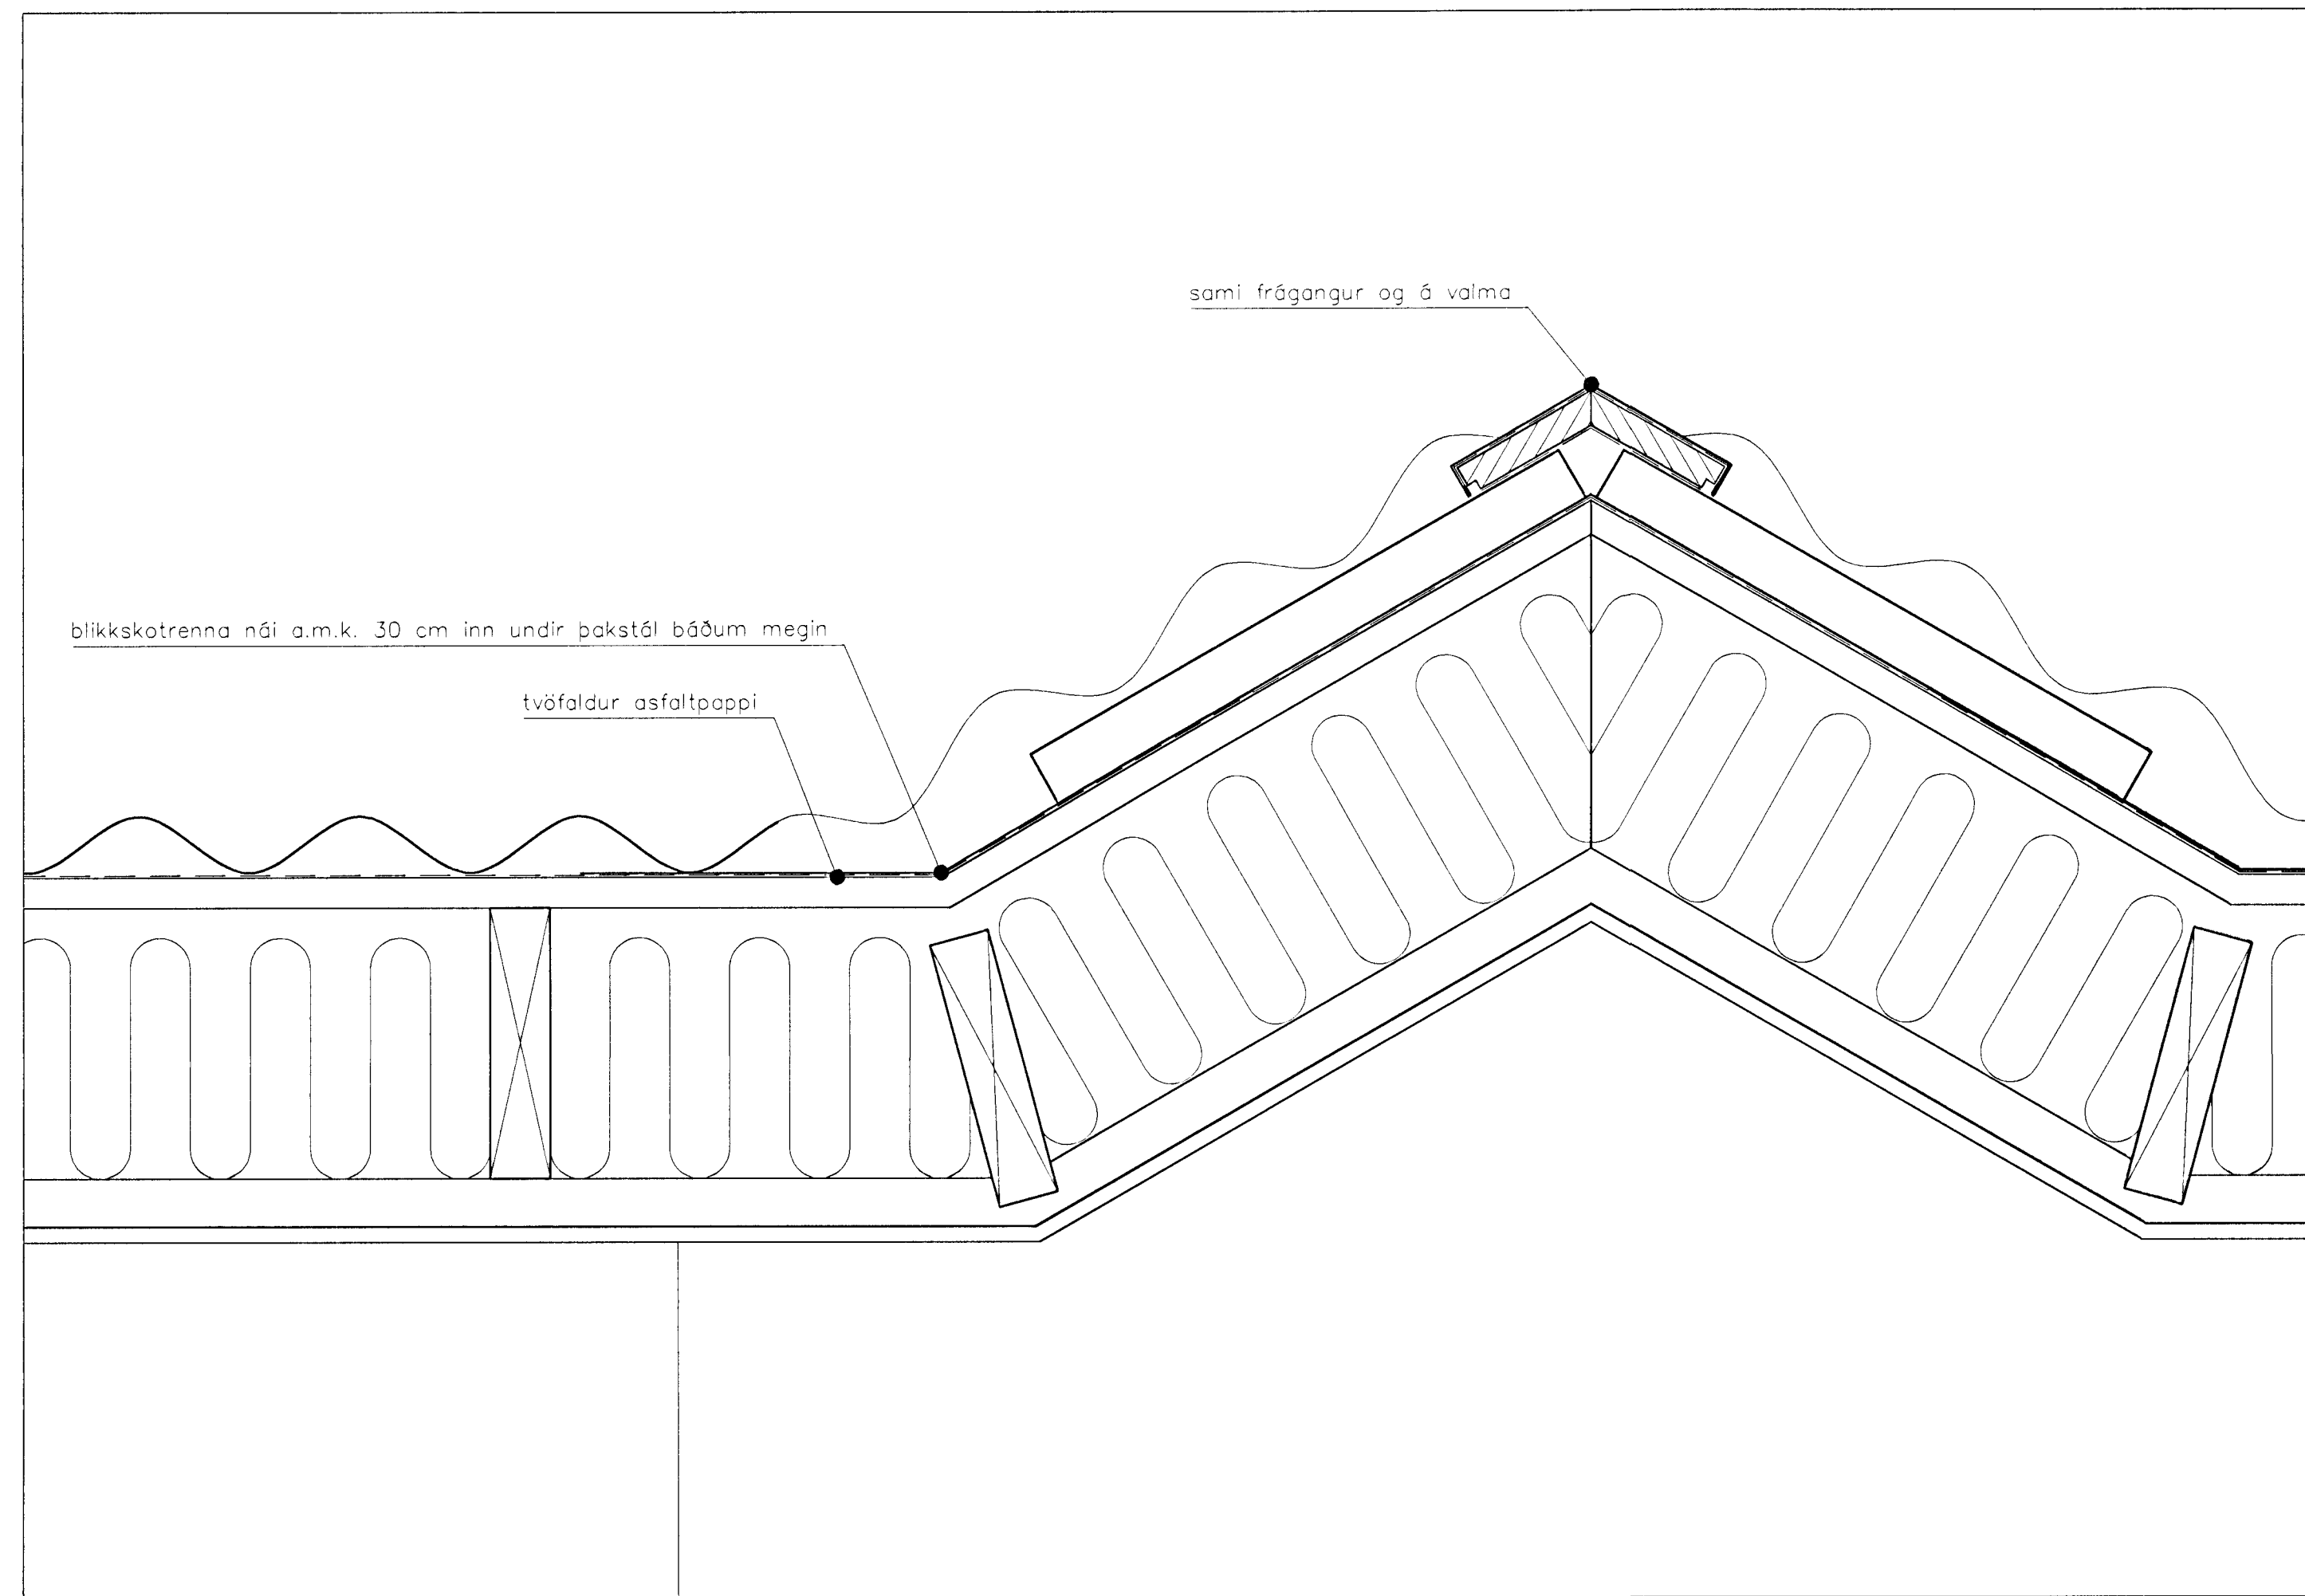 sami frágangur og á valma
blikkskotrenna nái a.m.k. 30 cm inn undir þakstál báðum megin
tvöfaldur asfaltpappi